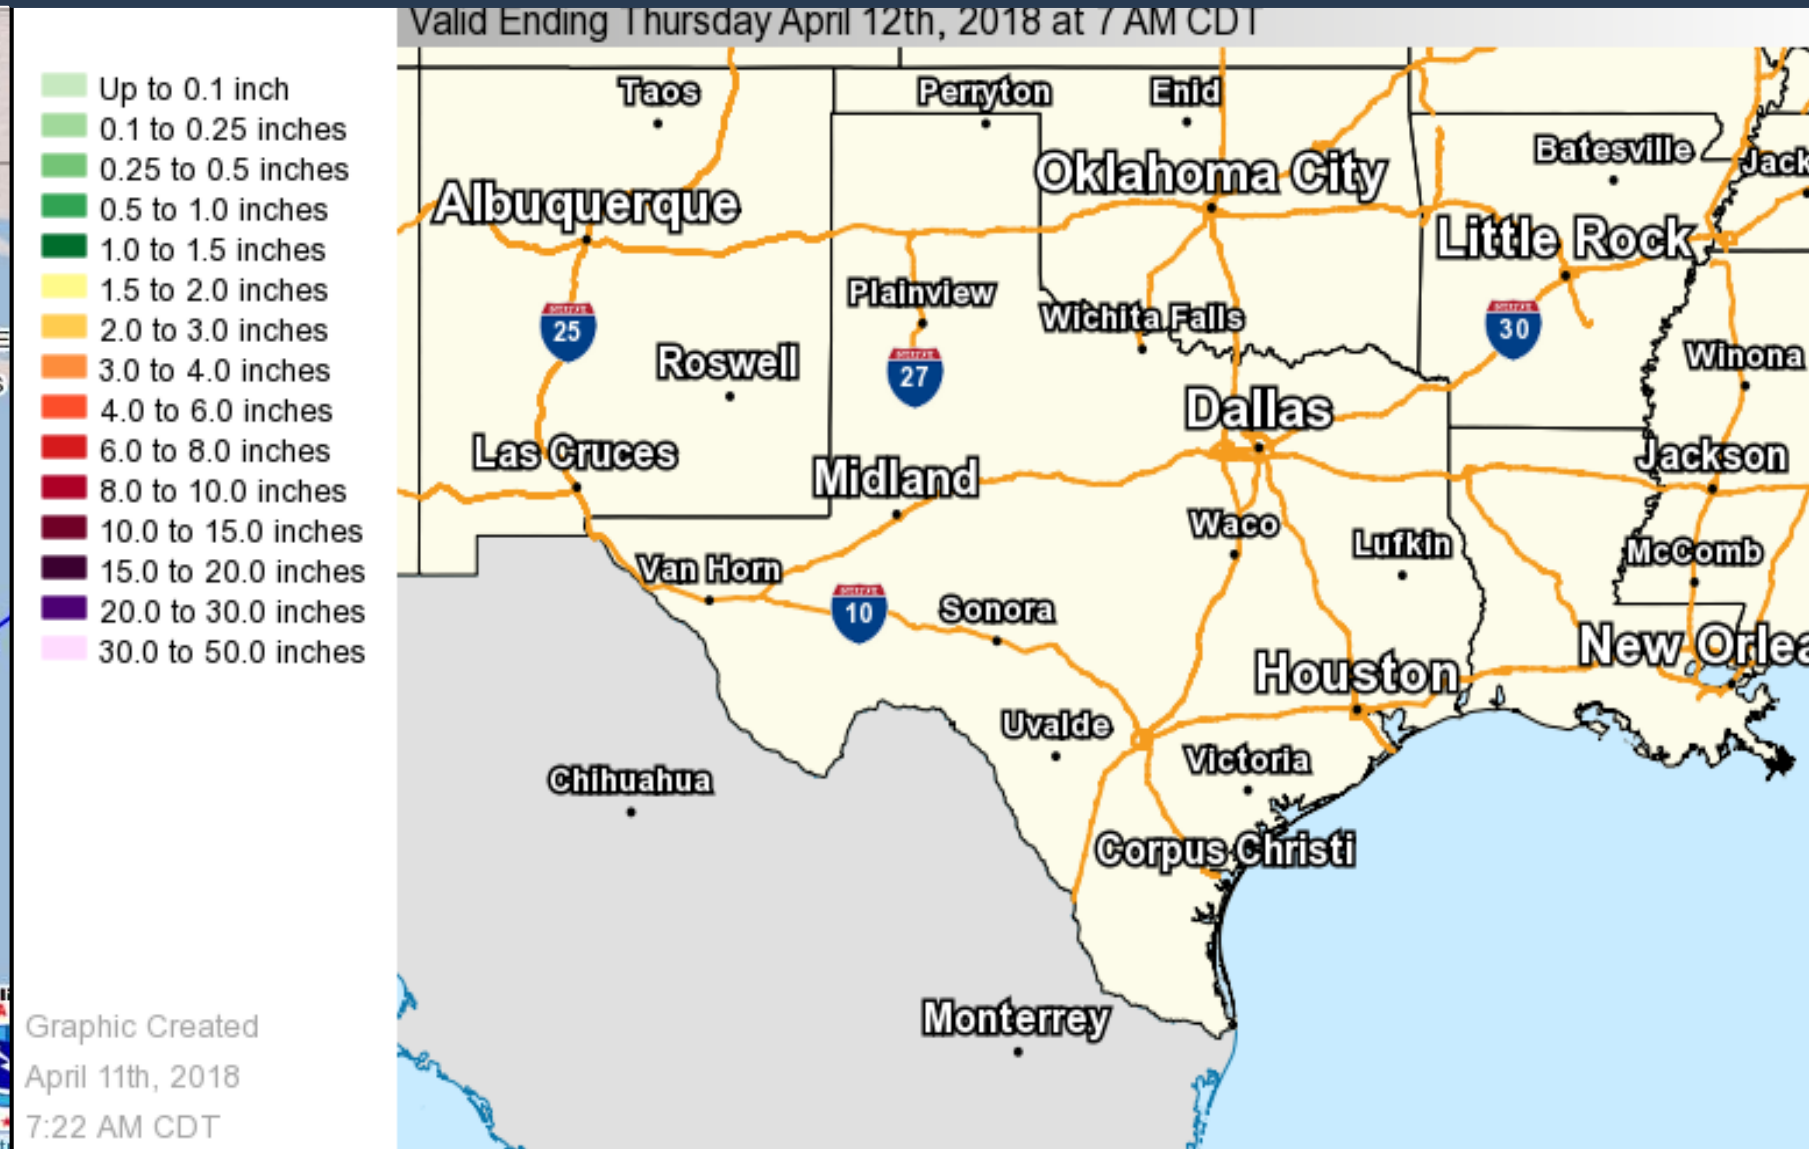 Valid Ending Thursday April 12th, 2018 at 7 AM CDT
Up to 0.1 inch
0.1 to 0.25 inches
0.25 to 0.5 inches
0.5 to 1.0 inches
1.0 to 1.5 inches
1.5 to 2.0 inches
2.0 to 3.0 inches
3.0 to 4.0 inches
4.0 to 6.0 inches
6.0 to 8.0 inches
8.0 to 10.0 inches
10.0 to 15.0 inches
15.0 to 20.0 inches
20.0 to 30.0 inches
30.0 to 50.0 inches
Graphic Created
April 11th, 2018
7:22 AM CDT
Taos
Perryton
Enid
Batesville
Jack
Oklahoma City
Albuquerque
Little Rock
Plainview
Wichita Falls
25
30
27
Roswell
Winona
Dallas
Las Cruces
Midland
Jackson
Waco
Lufkin
McComb
Van Horn
10
Sonora
New Orlea
Houston
Uvalde
Victoria
Chihuahua
Corpus Christi
Monterrey